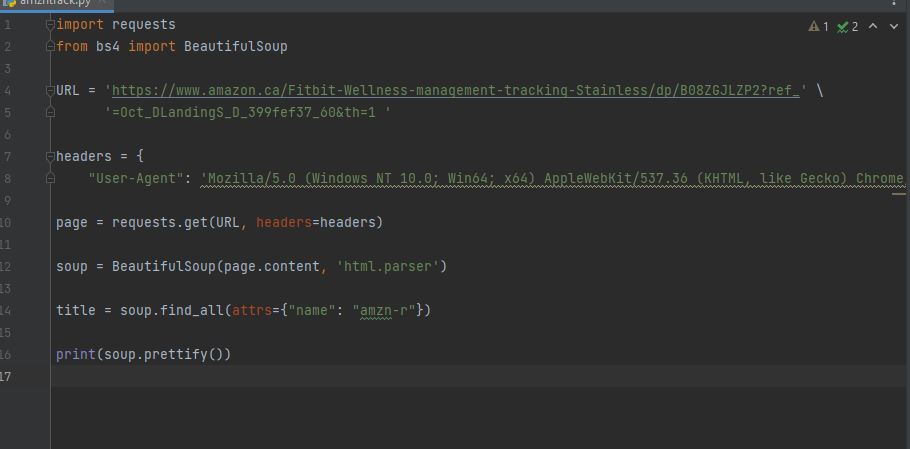 amzntrack.py
1 import requests
2 from bs4 import BeautifulSoup
3
4 URL = 'https://www.amazon.ca/Fitbit-Wellness-management-tracking-Stainless/dp/B08ZGJLZP2?ref_' \
5 '=Oct_DLandingS_D_399fef37_60&th=1 '
6
7 headers = {
8 "User-Agent": 'Mozilla/5.0 (Windows NT 10.0; Win64; x64) AppleWebKit/537.36 (KHTML, like Gecko) Chrome
9
10 page = requests.get(URL, headers=headers)
11
12 soup = BeautifulSoup(page.content, 'html.parser')
13
14 title = soup.find_all(attrs={"name": "amzn-r"})
15
16 print(soup.prettify())
17
1 2